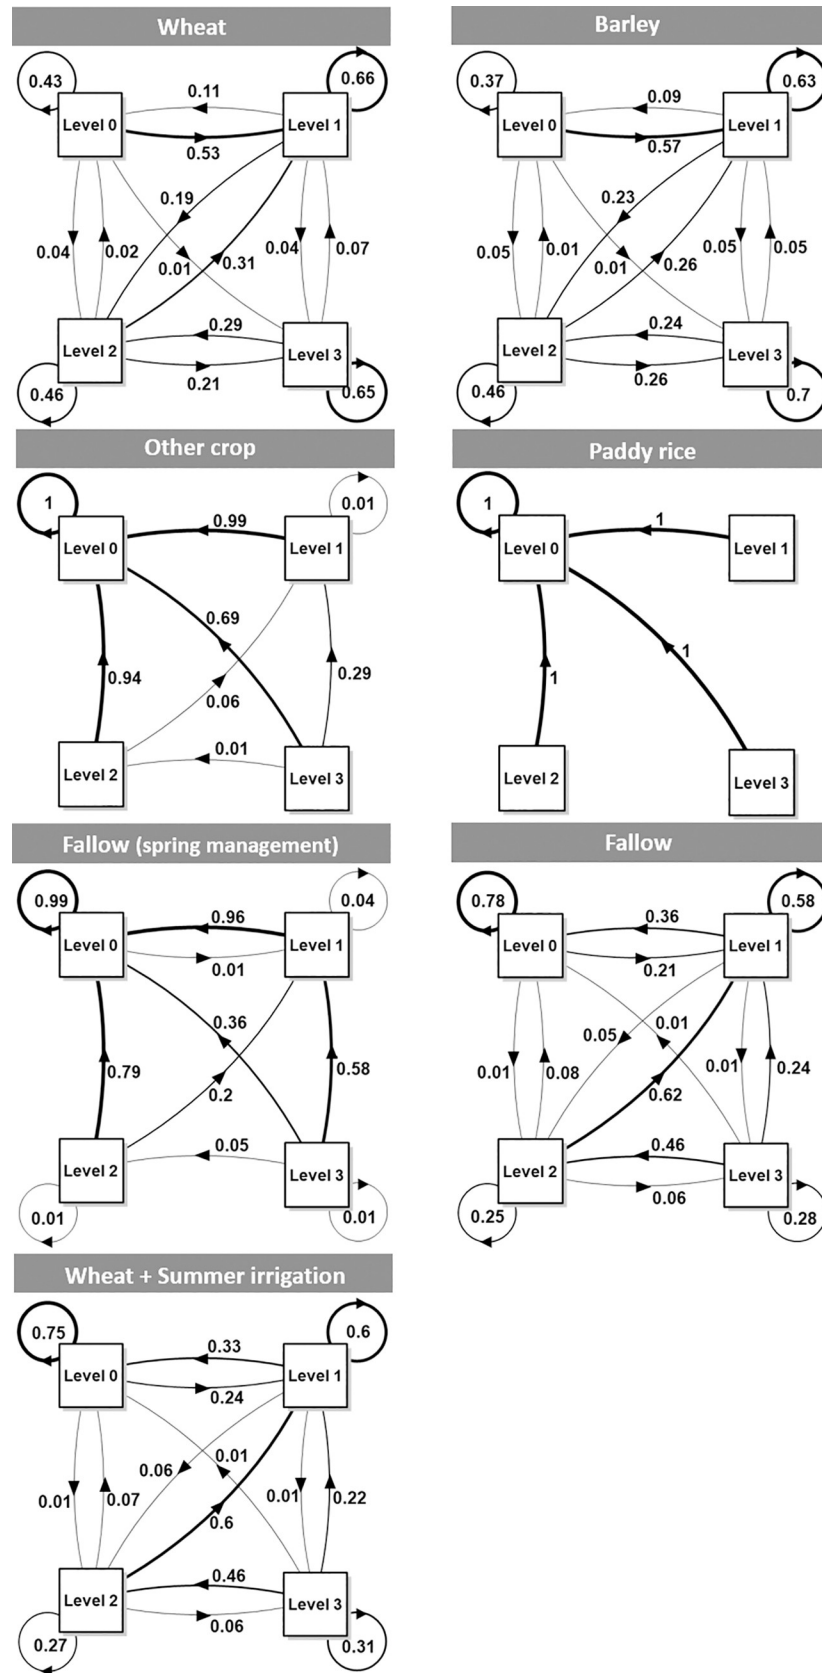 Wheat
0.43
0.66
0.11
Level 0
Level 1
0.53
0.19
0.04
0.02
0.01
0.31
0.04
0.07
Level 2
0.29
Level 3
0.21
0.46
0.65
Barley
0.37
0.63
0.09
Level 0
Level 1
0.57
0.23
0.05
0.01
0.01
0.26
0.05
0.05
Level 2
0.24
Level 3
0.26
0.46
0.7
Other crop
1
0.01
0.99
Level 0
Level 1
0.69
0.94
0.06
0.29
0.01
Level 2
Level 3
Paddy rice
1
1
Level 0
Level 1
1
1
Level 2
Level 3
Fallow (spring management)
0.99
0.04
0.96
Level 0
Level 1
0.01
0.36
0.79
0.2
0.58
0.05
Level 2
Level 3
0.01
0.01
Fallow
0.78
0.58
0.36
Level 0
Level 1
0.21
0.05
0.01
0.01
0.08
0.62
0.01
0.24
0.46
Level 2
Level 3
0.06
0.25
0.28
Wheat + Summer irrigation
0.75
0.6
0.33
Level 0
Level 1
0.24
0.06
0.01
0.01
0.07
0.6
0.01
0.22
0.46
Level 2
Level 3
0.06
0.27
0.31